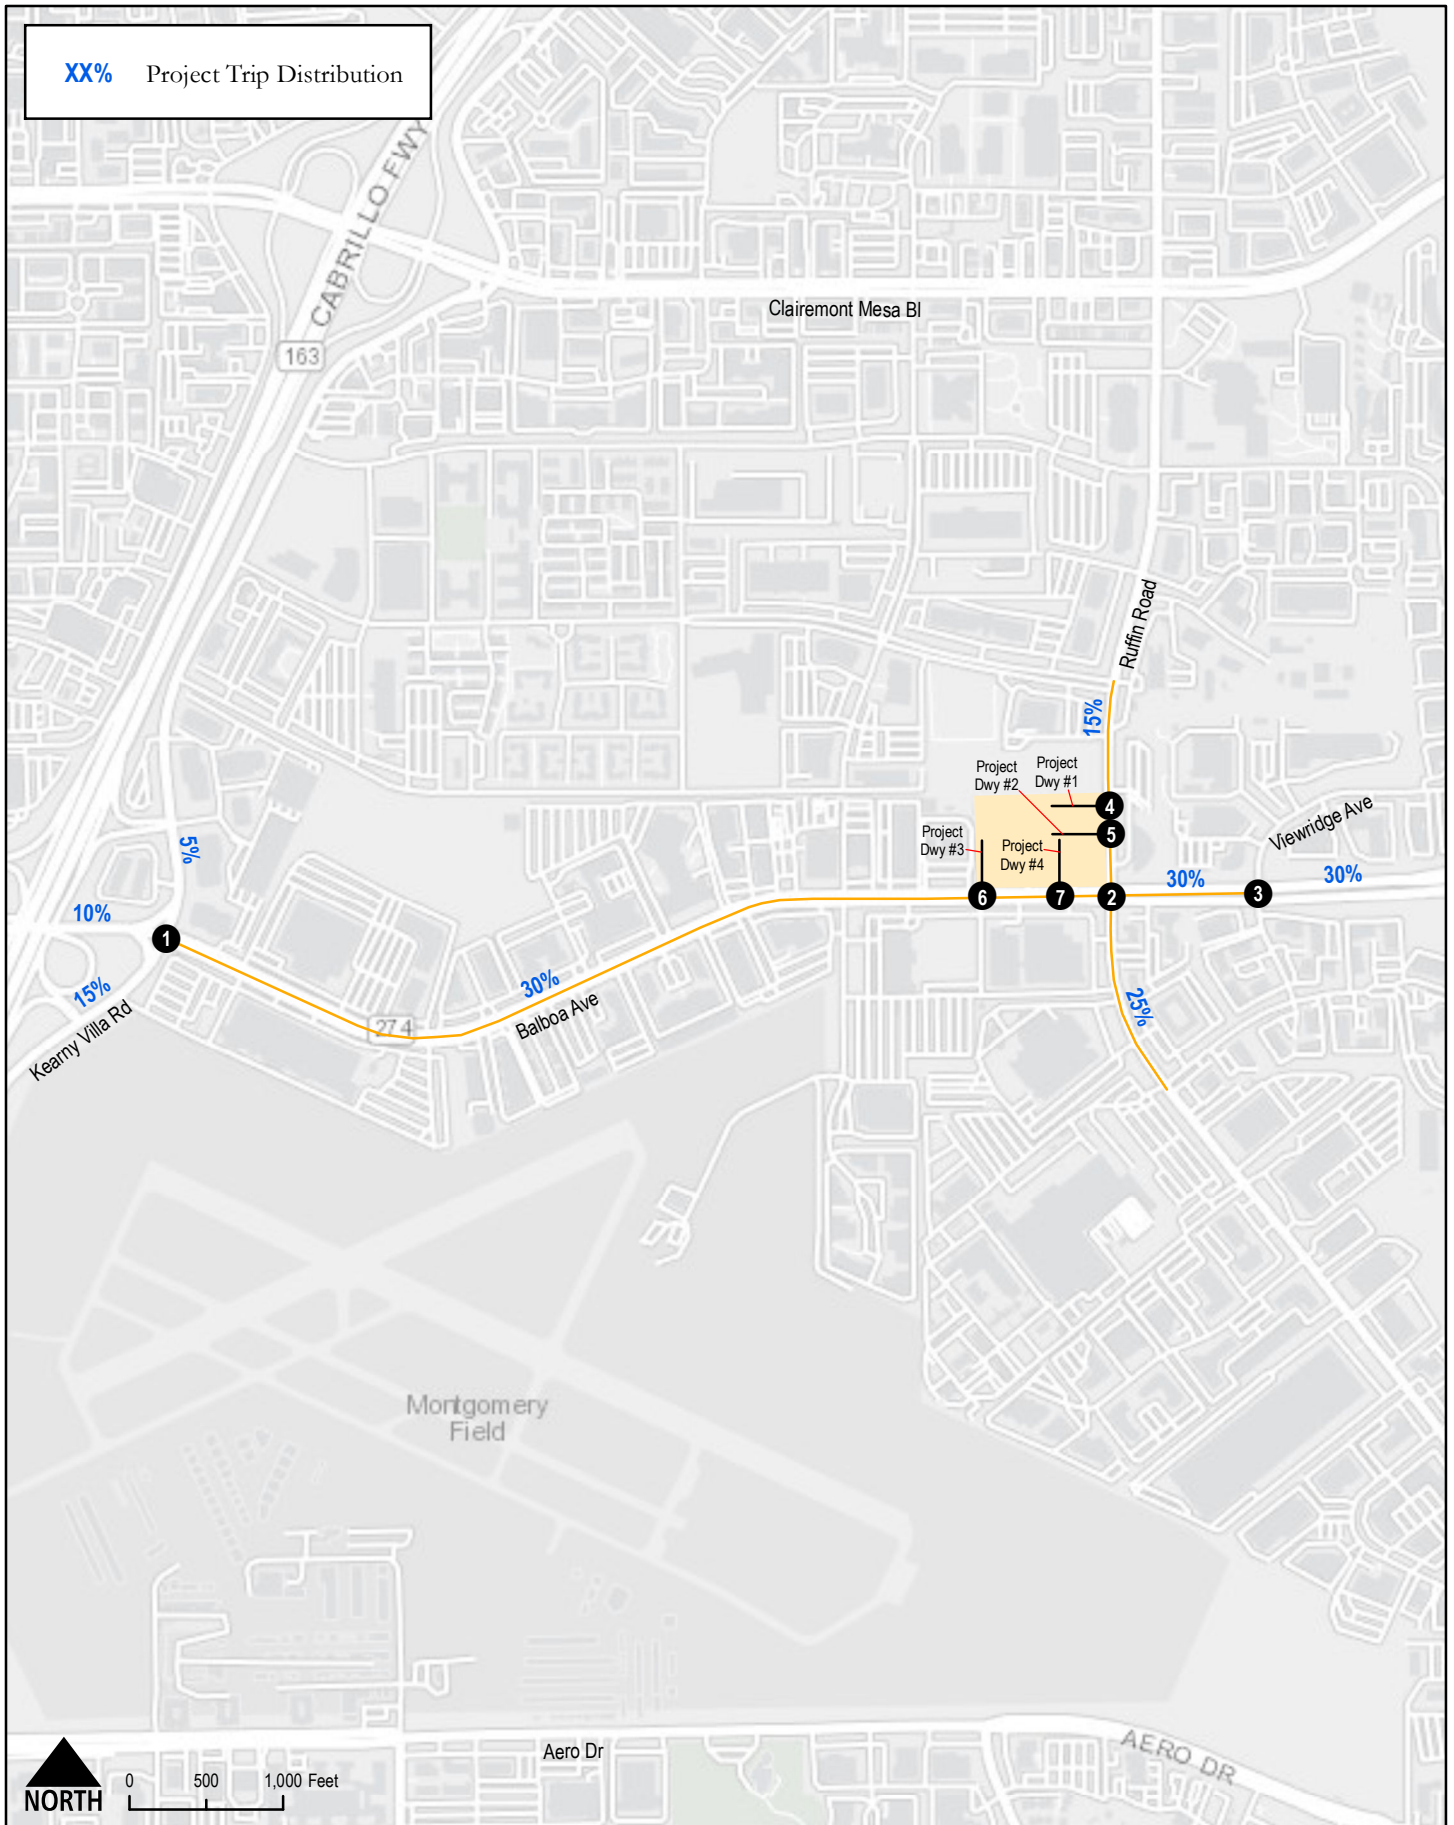 XX% Project Trip Distribution
CABRILLO FWY
163
Clairemont Mesa Bl
Ruffin Road
15%
Project
Dwy #2
Project
Dwy #1
4
5
Project
Dwy #3
Project
Dwy #4
Viewridge Ave
5%
30%
30%
6
7
2
3
10%
1
15%
Kearny Villa Rd
30%
Balboa Ave
274
25%
Montgomery
Field
Aero Dr
AERO DR
NORTH
0 500 1,000 Feet